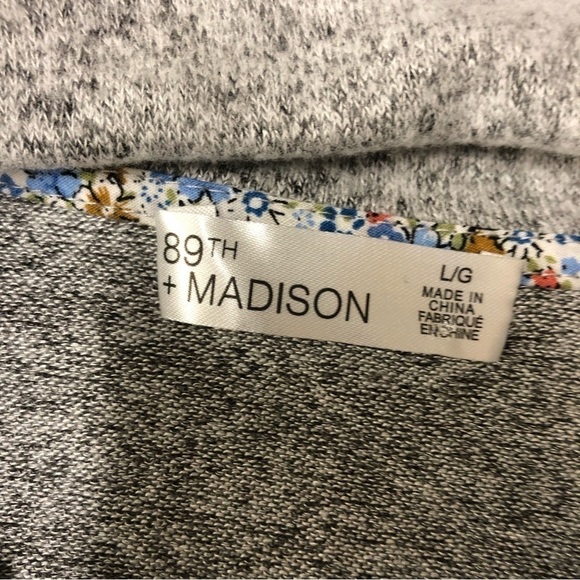 89TH
+ MADISON
L/G
MADE IN
CHINA
FABRIQUÉ
EN CHINE